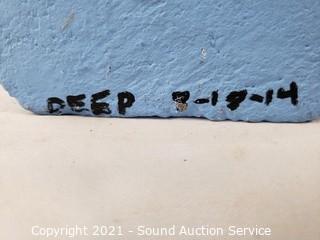 DEEP 8-18-14
Copyright 2021 - Sound Auction Service